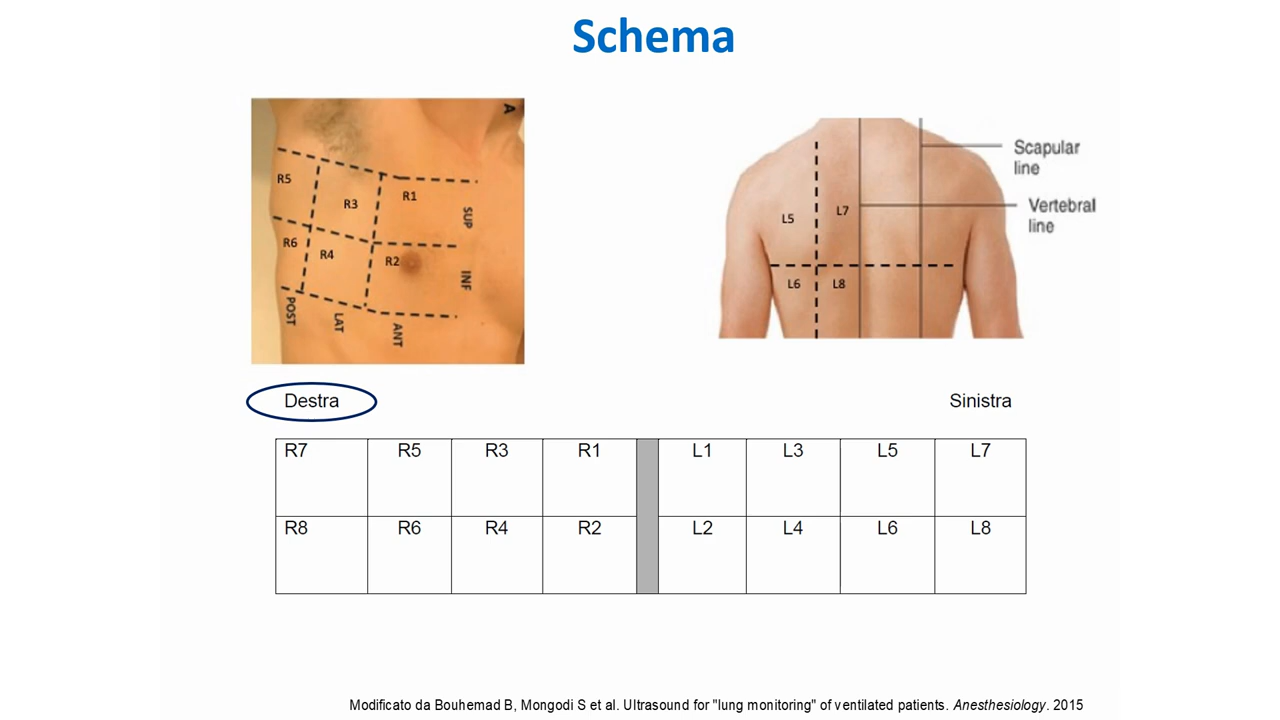 Schema
A
R5
R3
R1
SUP
R6
R4
R2
INF
POST
LAT
ANT
Scapular
line
Vertebral
line
L5
L7
L6
L8
Destra
Sinistra
R7 R5 R3 R1 L1 L3 L5 L7
R8 R6 R4 R2 L2 L4 L6 L8
Modificato da Bouhemad B, Mongodi S et al. Ultrasound for "lung monitoring" of ventilated patients. Anesthesiology. 2015